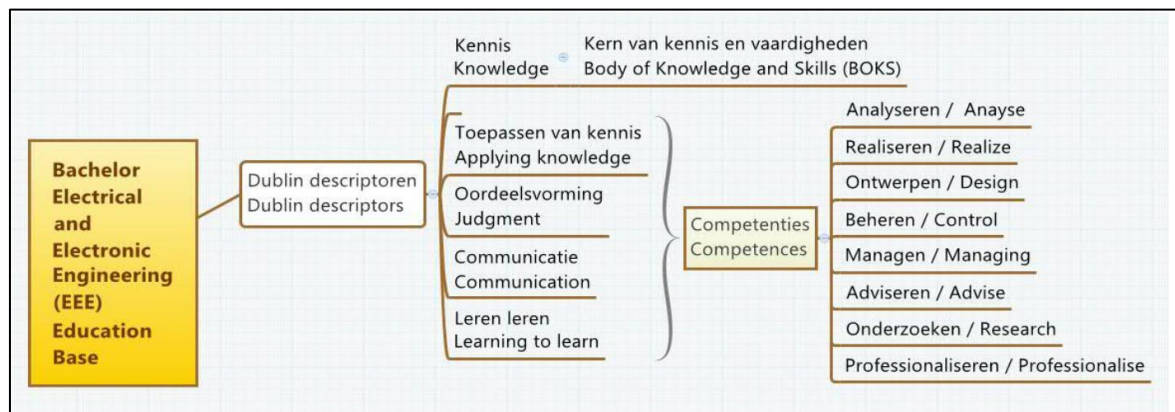 Bachelor
Electrical
and
Electronic
Engineering
(EEE)
Education
Base
Dublin descriptoren
Dublin descriptors
Kennis
Knowledge
Kern van kennis en vaardigheden
Body of Knowledge and Skills (BOKS)
Toepassen van kennis
Applying knowledge
Oordeelsvorming
Judgment
Communicatie
Communication
Leren leren
Learning to learn
Competenties
Competences
Analyseren / Anayse
Realiseren / Realize
Ontwerpen / Design
Beheren / Control
Managen / Managing
Adviseren / Advise
Onderzoeken / Research
Professionaliseren / Professionalise